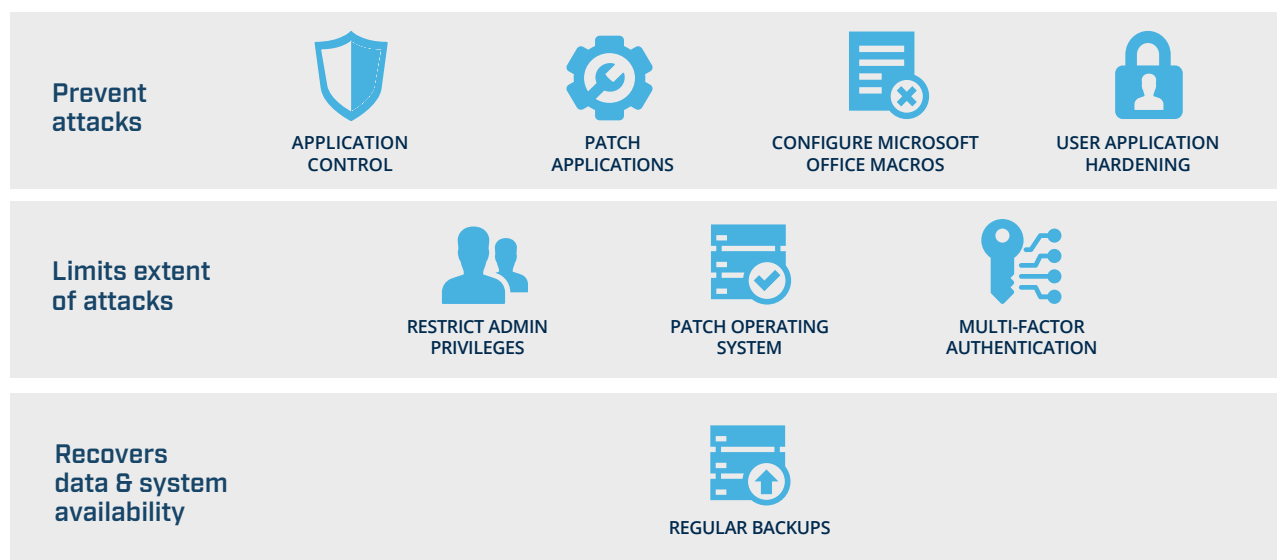 Prevent
attacks
APPLICATION
CONTROL
PATCH
APPLICATIONS
CONFIGURE MICROSOFT
OFFICE MACROS
USER APPLICATION
HARDENING
Limits extent
of attacks
RESTRICT ADMIN
PRIVILEGES
PATCH OPERATING
SYSTEM
MULTI-FACTOR
AUTHENTICATION
Recovers
data & system
availability
REGULAR BACKUPS